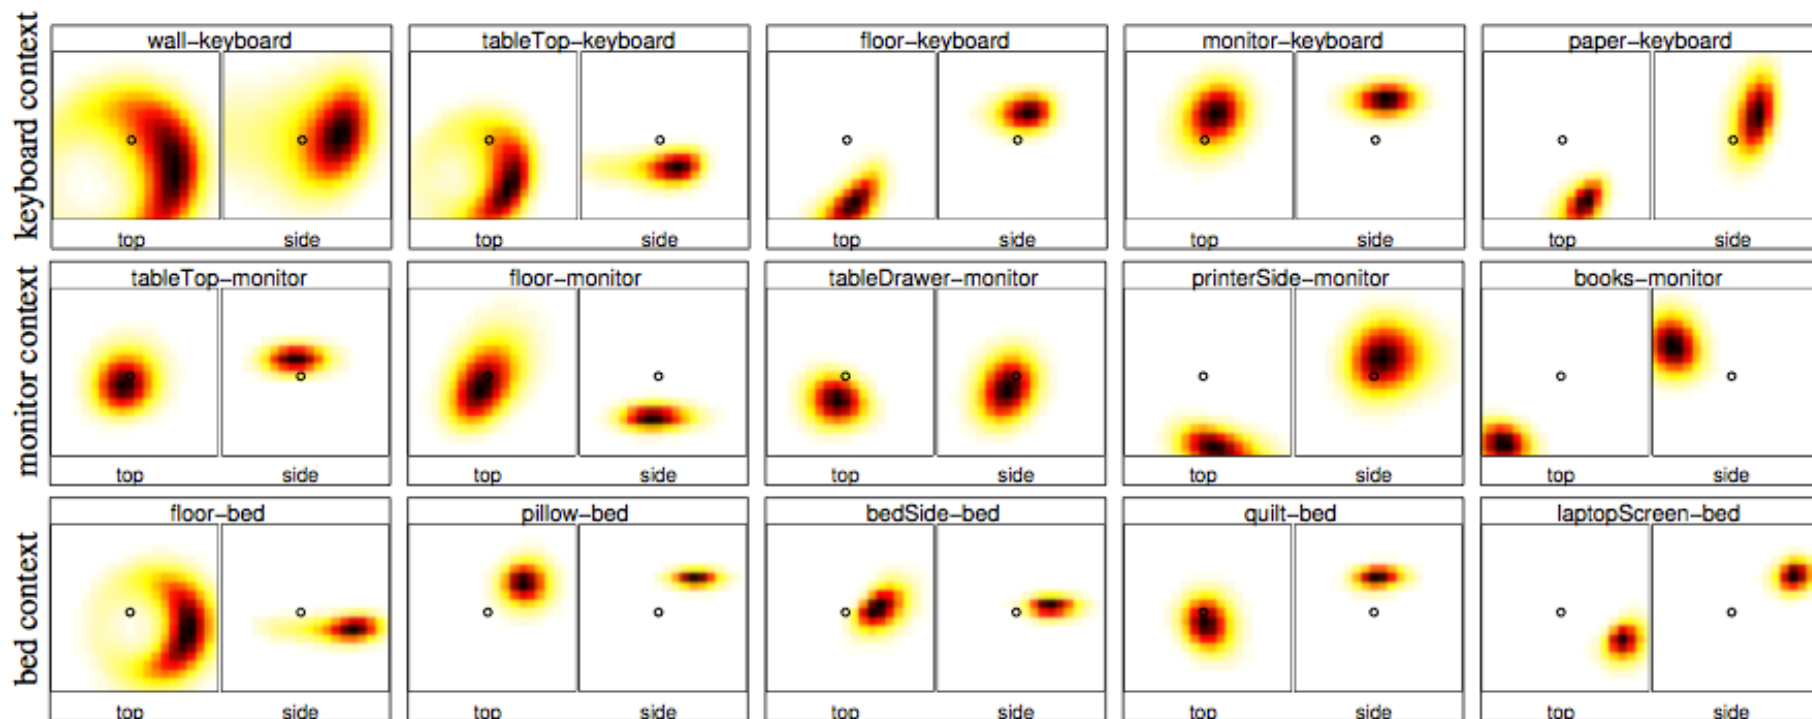 keyboard context
wall-keyboard
top side
tableTop-keyboard
top side
floor-keyboard
top side
monitor-keyboard
top side
paper-keyboard
top side
monitor context
tableTop-monitor
top side
floor-monitor
top side
tableDrawer-monitor
top side
printerSide-monitor
top side
books-monitor
top side
bed context
floor-bed
top side
pillow-bed
top side
bedSide-bed
top side
quilt-bed
top side
laptopScreen-bed
top side